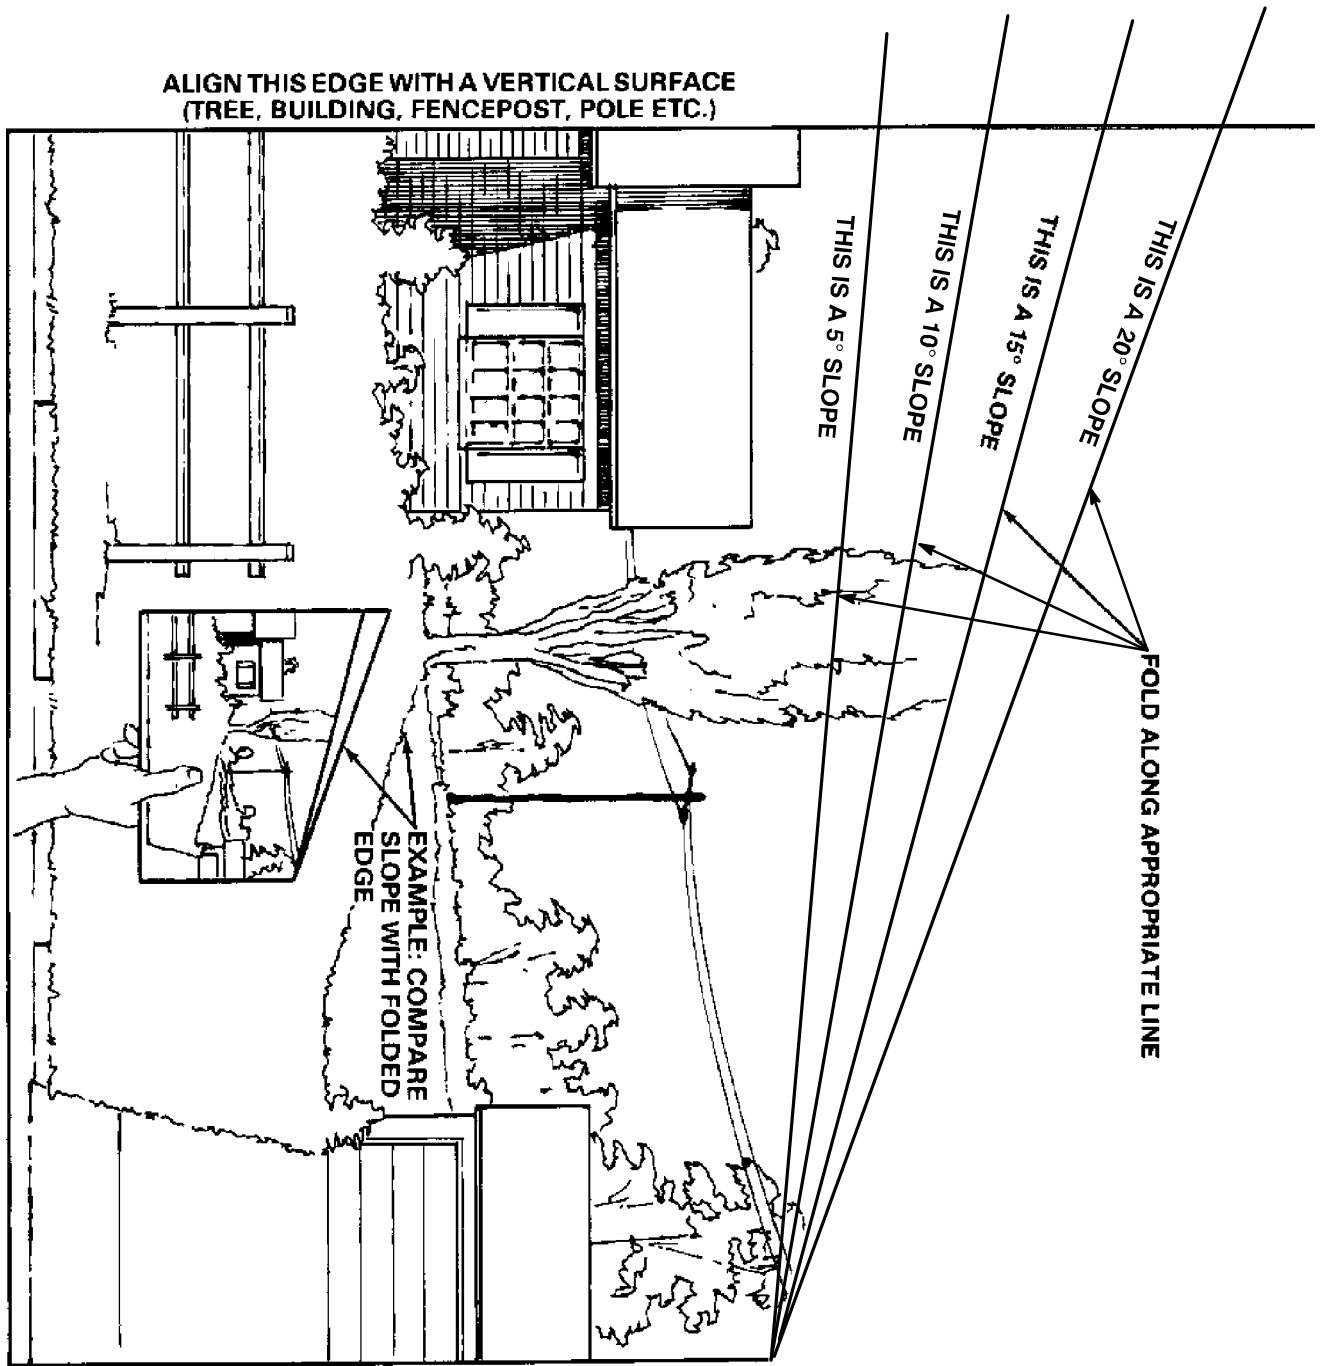 ALIGN THIS EDGE WITH A VERTICAL SURFACE
(TREE, BUILDING, FENCEPOST, POLE ETC.)
THIS IS A 5° SLOPE
THIS IS A 10° SLOPE
THIS IS A 15° SLOPE
THIS IS A 20° SLOPE
FOLD ALONG APPROPRIATE LINE
EXAMPLE: COMPARE
SLOPE WITH FOLDED
EDGE